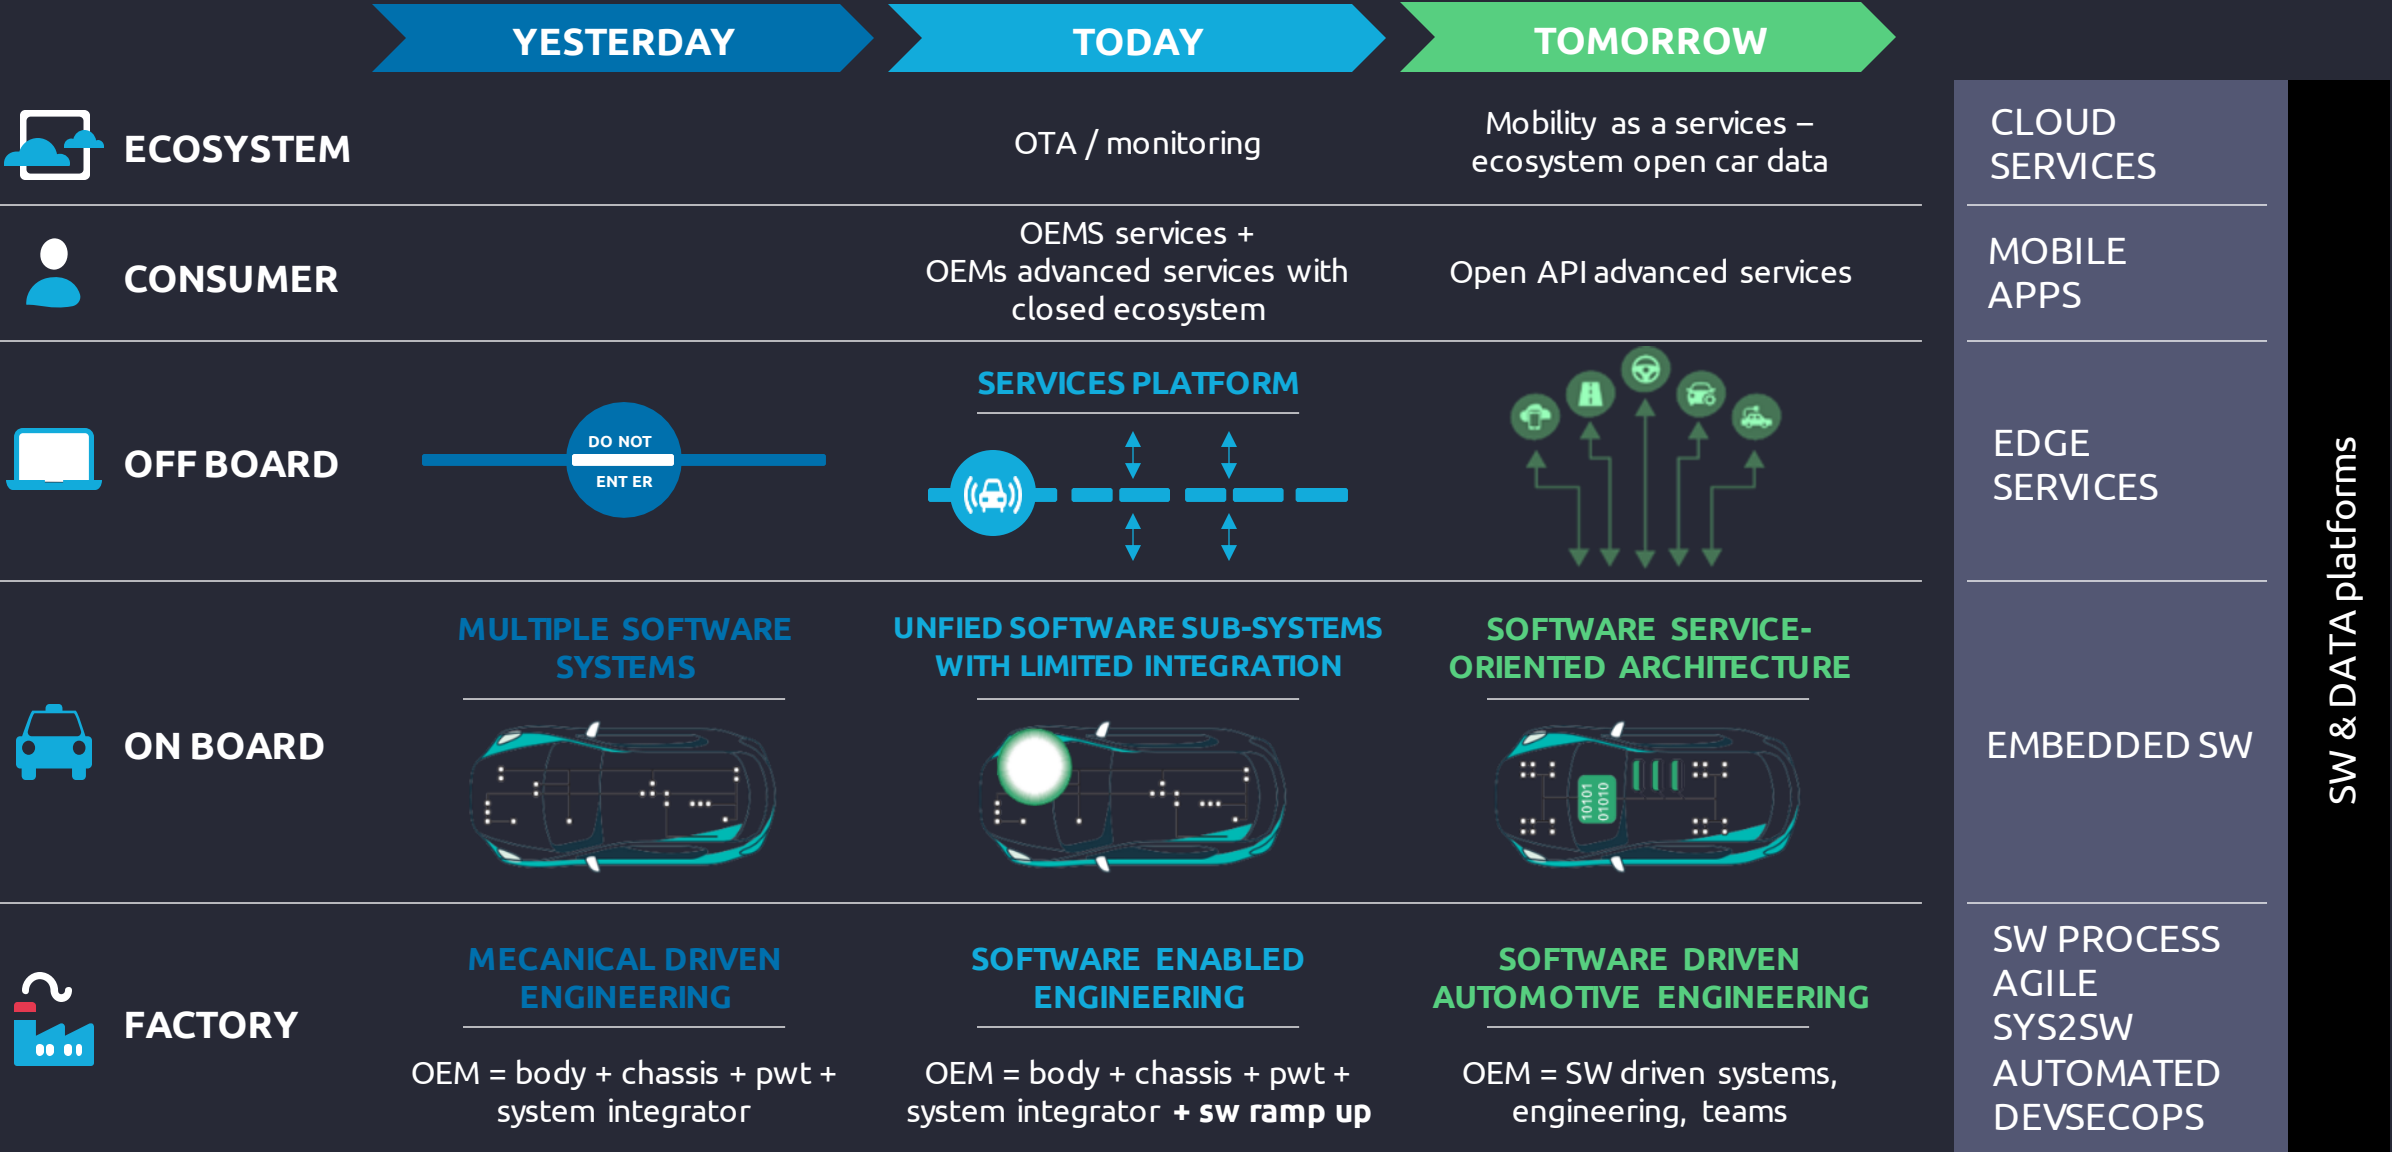 YESTERDAY
TODAY
TOMORROW
ECOSYSTEM
OTA / monitoring
Mobility as a services –
ecosystem open car data
CLOUD
SERVICES
CONSUMER
OEMS services +
OEMs advanced services with
closed ecosystem
Open API advanced services
MOBILE
APPS
OFF BOARD
DO NOT
ENT ER
SERVICES PLATFORM
EDGE
SERVICES
ON BOARD
MULTIPLE SOFTWARE
SYSTEMS
UNFIED SOFTWARE SUB-SYSTEMS
WITH LIMITED INTEGRATION
SOFTWARE SERVICE-
ORIENTED ARCHITECTURE
10101
01010
EMBEDDED SW
FACTORY
MECANICAL DRIVEN
ENGINEERING
OEM = body + chassis + pwt +
system integrator
SOFTWARE ENABLED
ENGINEERING
OEM = body + chassis + pwt +
system integrator + sw ramp up
SOFTWARE DRIVEN
AUTOMOTIVE ENGINEERING
OEM = SW driven systems,
engineering, teams
SW PROCESS
AGILE
SYS2SW
AUTOMATED
DEVSECOPS
SW & DATA platforms